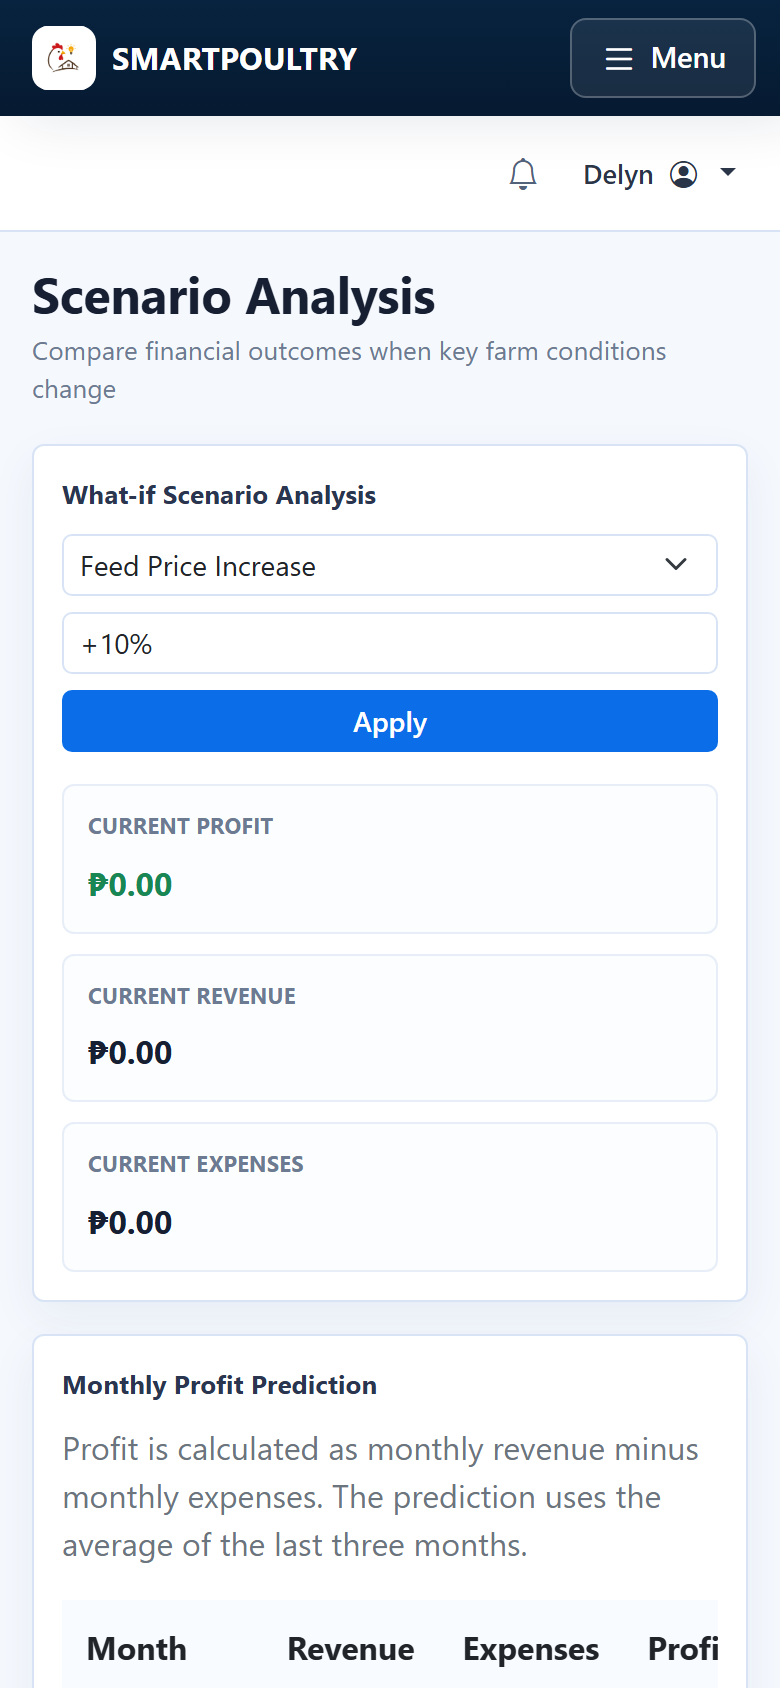 SMARTPOULTRY
Menu
Delyn
Scenario Analysis
Compare financial outcomes when key farm conditions
change
What-if Scenario Analysis
Feed Price Increase
+10%
Apply
CURRENT PROFIT
₱0.00
CURRENT REVENUE
₱0.00
CURRENT EXPENSES
₱0.00
Monthly Profit Prediction
Profit is calculated as monthly revenue minus
monthly expenses. The prediction uses the
average of the last three months.
Month Revenue Expenses Profi